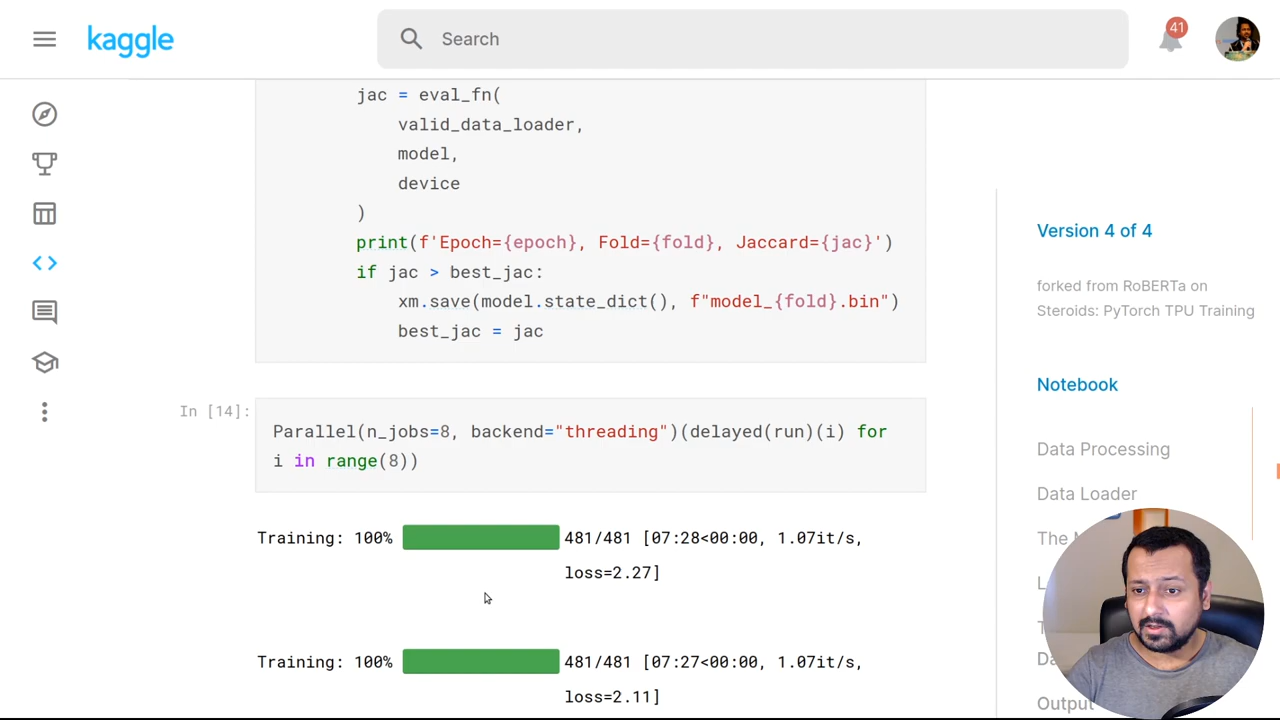 kaggle
Search
41
jac = eval_fn(
valid_data_loader,
model,
device
)
print(f'Epoch={epoch}, Fold={fold}, Jaccard={jac}')
if jac > best_jac:
xm.save(model.state_dict(), f"model_{fold}.bin")
best_jac = jac
In [14]:
Parallel(n_jobs=8, backend="threading")(delayed(run)(i) for
i in range(8))
Training: 100%
481/481 [07:28<00:00, 1.07it/s,
loss=2.27]
Training: 100%
481/481 [07:27<00:00, 1.07it/s,
loss=2.11]
Version 4 of 4
forked from RoBERTa on
Steroids: PyTorch TPU Training
Notebook
Data Processing
Data Loader
The
Output